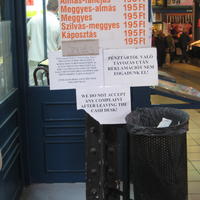 Almás-fahéjas 195 Ft
Meggyes-almás 195 Ft
Meggyes 195 Ft
Szilvás-meggyes 195 Ft
Káposztás 195 Ft
PÉNZTÁRTÓL VALÓ
TÁVOZÁS UTÁN
REKLAMÁCIÓT NEM
FOGADUNK EL!
WE DO NOT ACCEPT
ANY COMPLAINT
AFTER LEAVING THE
CASH DESK!